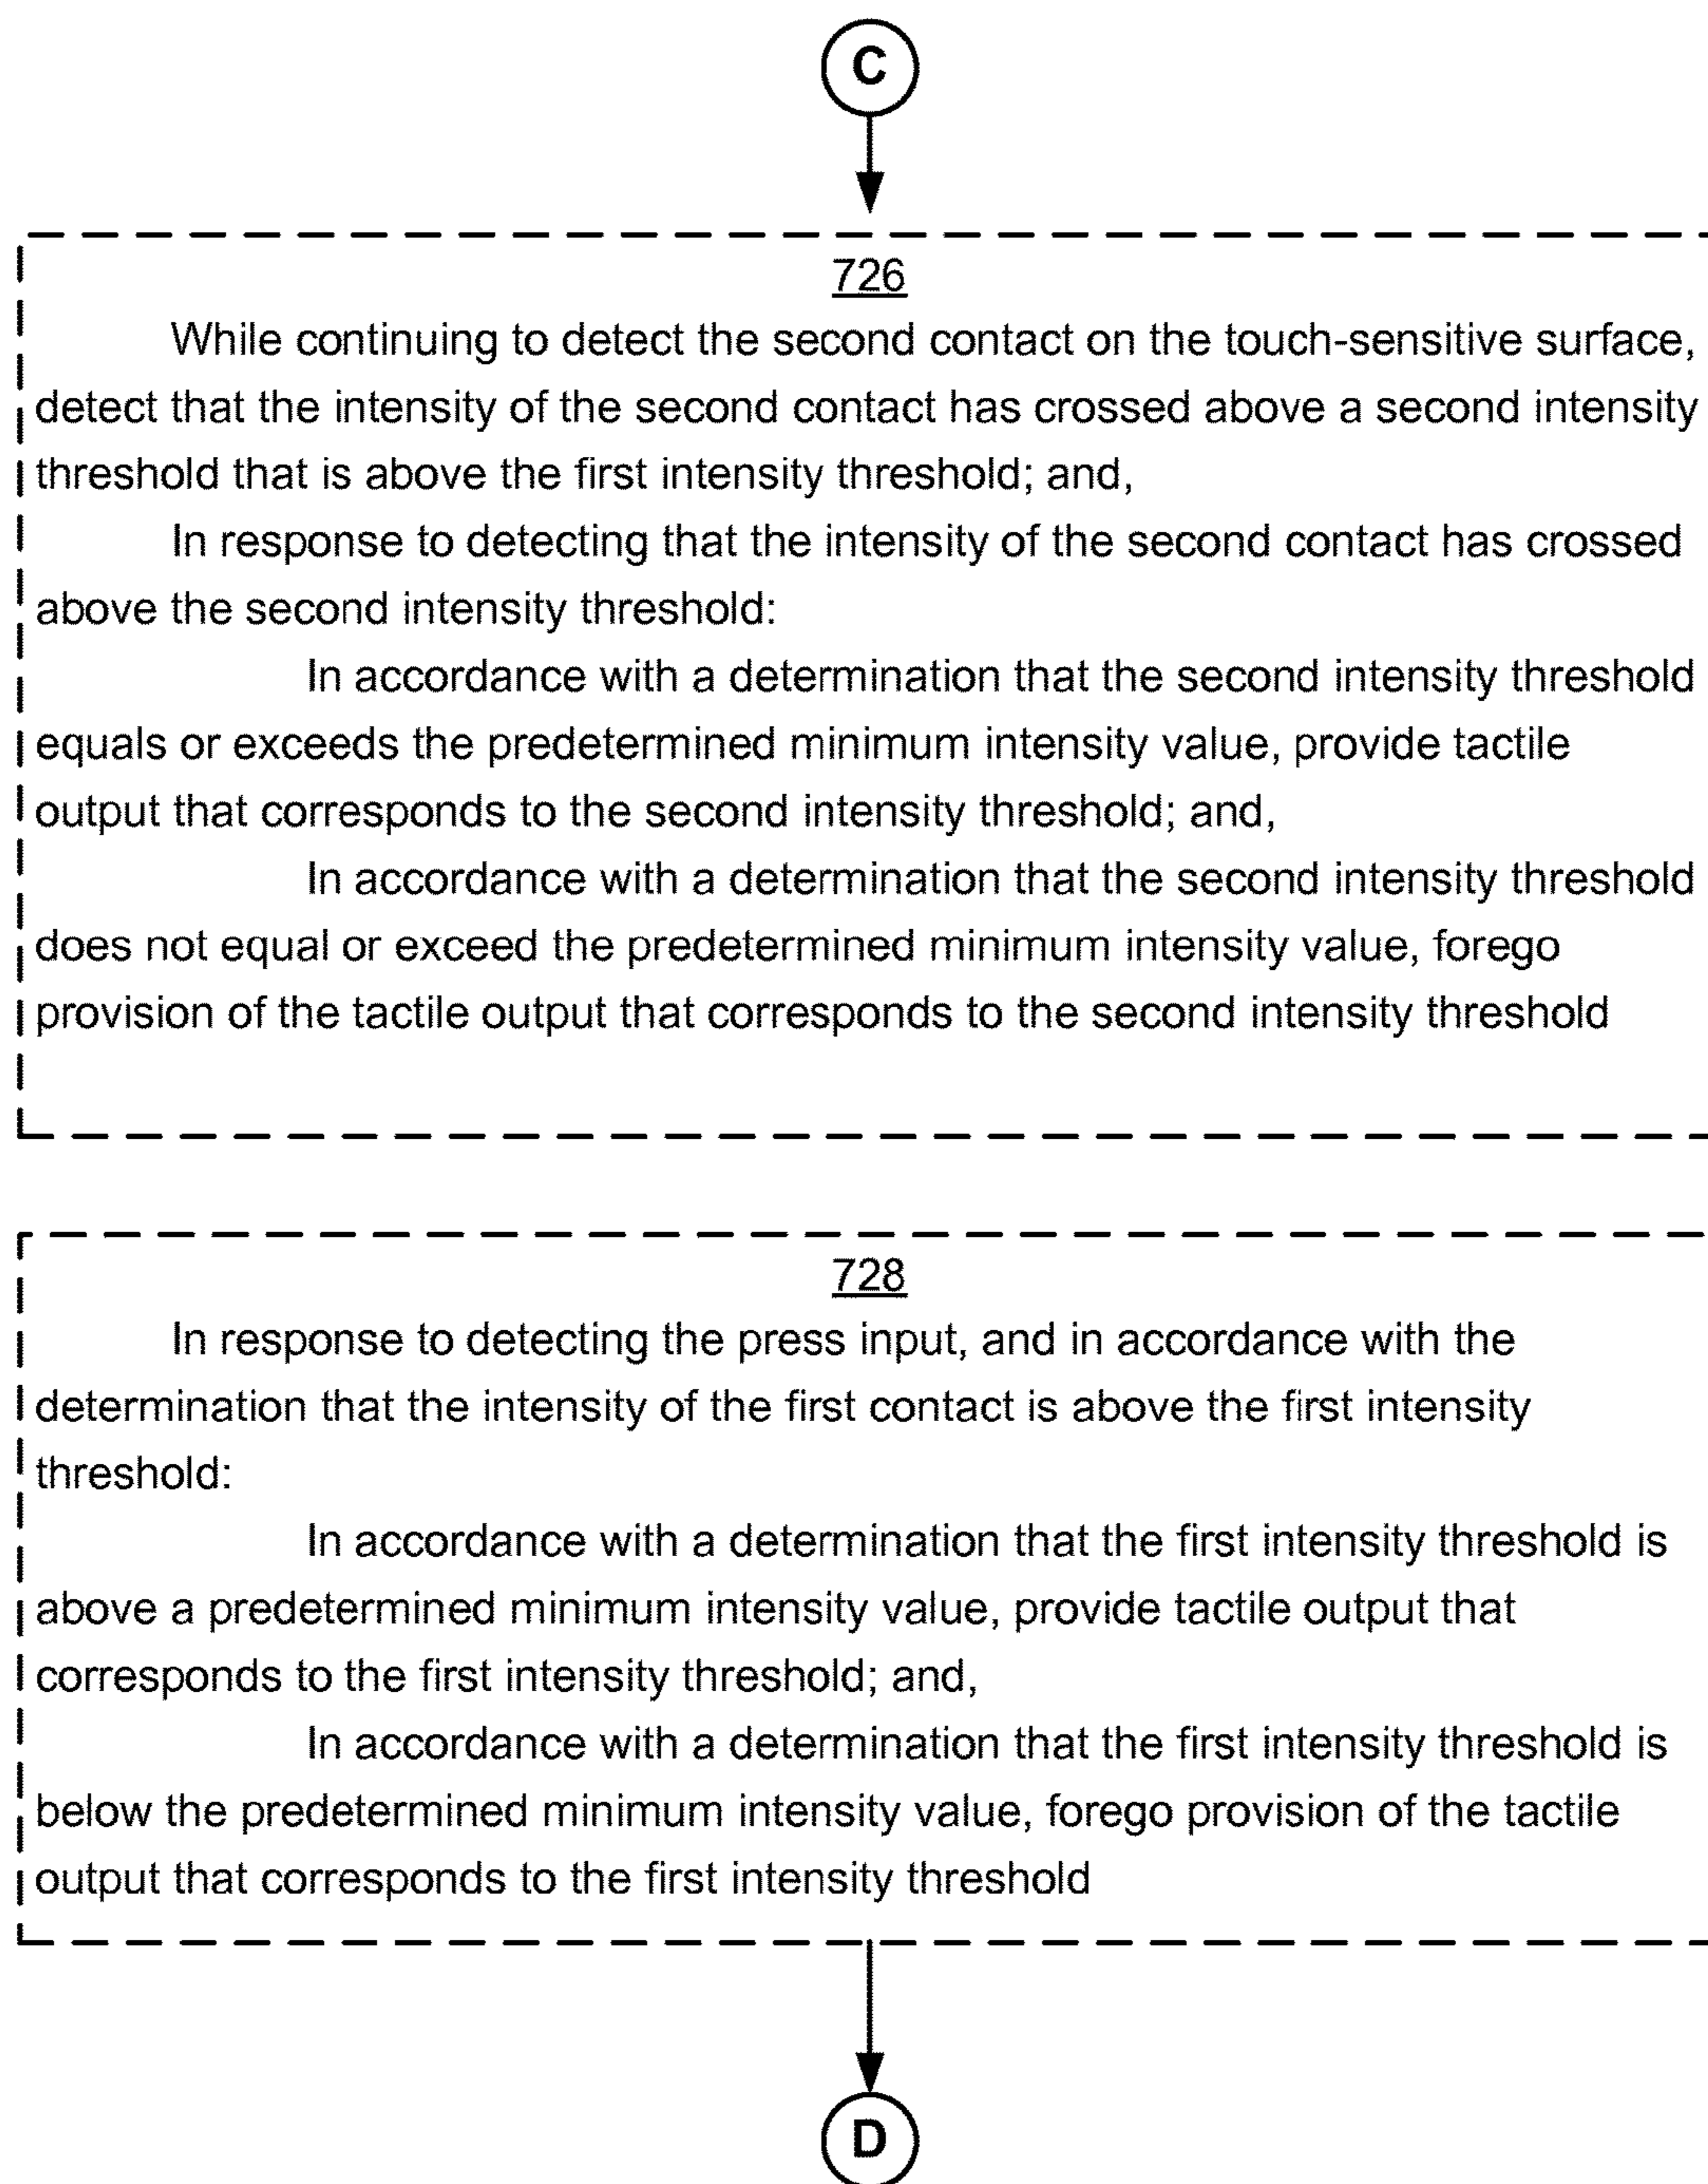 C
726
While continuing to detect the second contact on the touch-sensitive surface,
detect that the intensity of the second contact has crossed above a second intensity
threshold that is above the first intensity threshold; and,
In response to detecting that the intensity of the second contact has crossed
above the second intensity threshold:
In accordance with a determination that the second intensity threshold
equals or exceeds the predetermined minimum intensity value, provide tactile
output that corresponds to the second intensity threshold; and,
In accordance with a determination that the second intensity threshold
does not equal or exceed the predetermined minimum intensity value, forego
provision of the tactile output that corresponds to the second intensity threshold
728
In response to detecting the press input, and in accordance with the
determination that the intensity of the first contact is above the first intensity
threshold:
In accordance with a determination that the first intensity threshold is
above a predetermined minimum intensity value, provide tactile output that
corresponds to the first intensity threshold; and,
In accordance with a determination that the first intensity threshold is
below the predetermined minimum intensity value, forego provision of the tactile
output that corresponds to the first intensity threshold
D